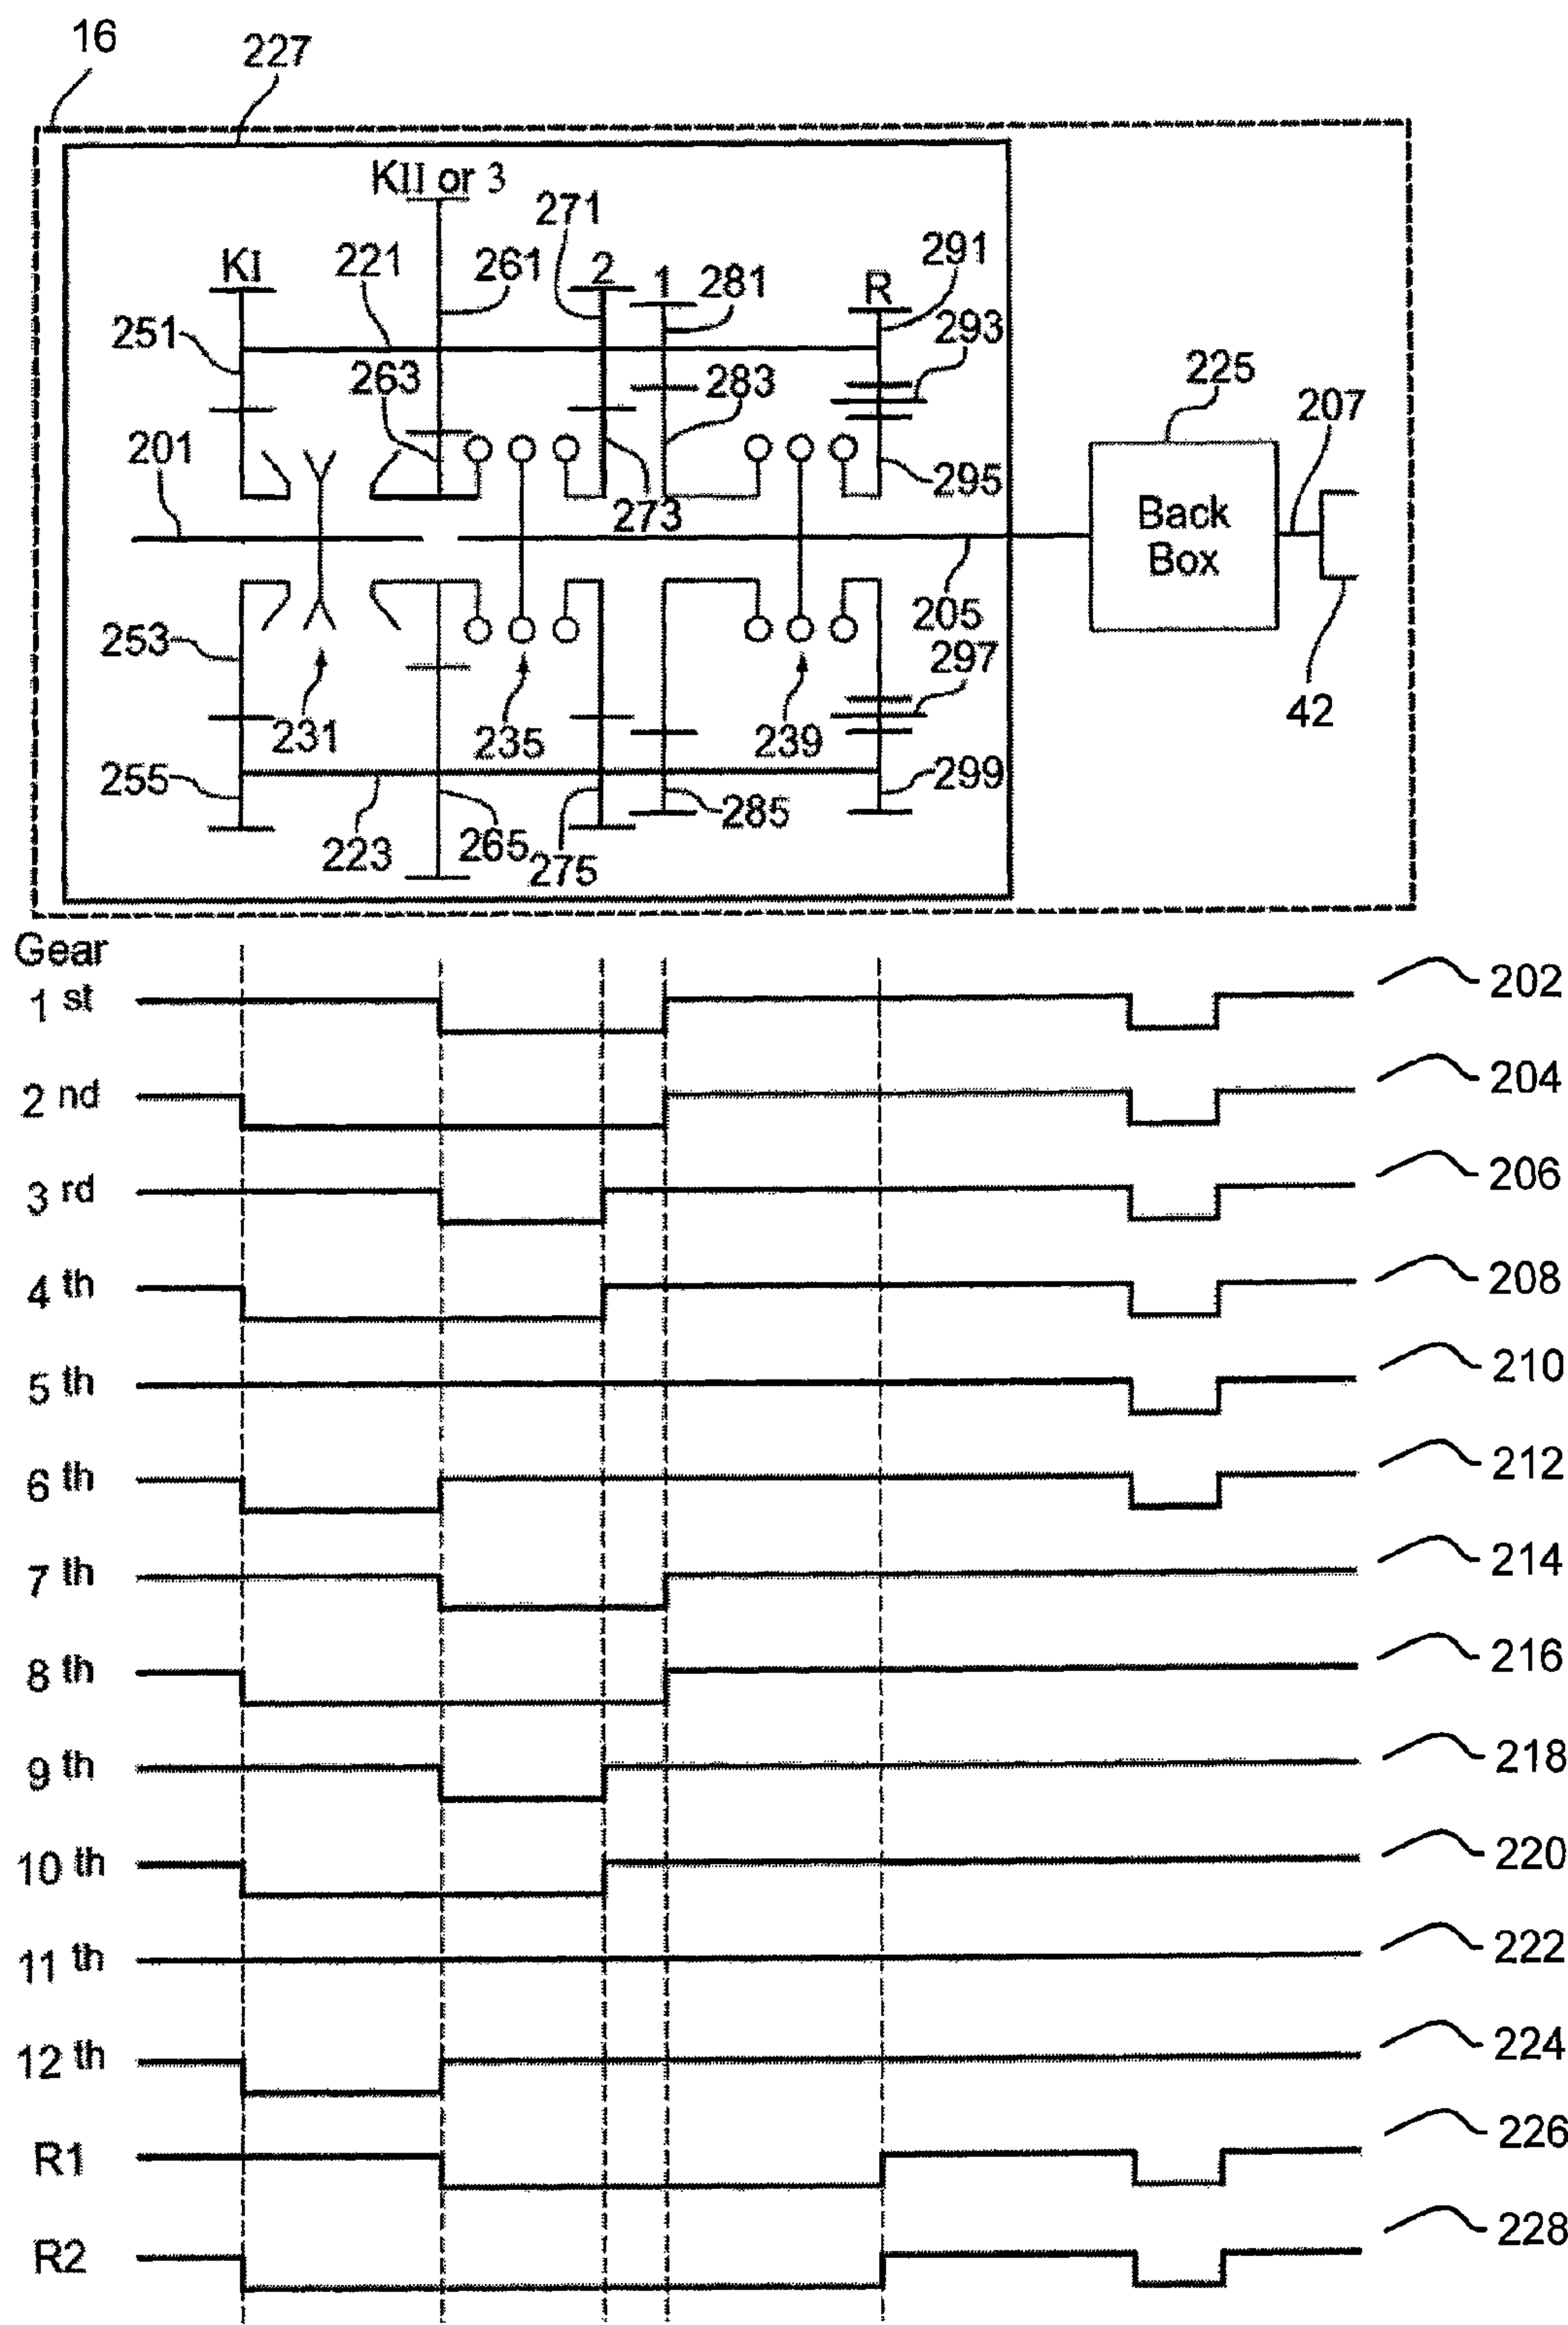 16
227
KII or 3
271
KI
221
261
2
1
281
R
291
251
263
283
293
225
207
201
273
295
Back
Box
205
253
231
235
239
297
42
255
223
265
275
285
299
Gear
1 st
202
2 nd
204
3 rd
206
4 th
208
5 th
210
6 th
212
7 th
214
8 th
216
9 th
218
10 th
220
11 th
222
12 th
224
R1
226
R2
228